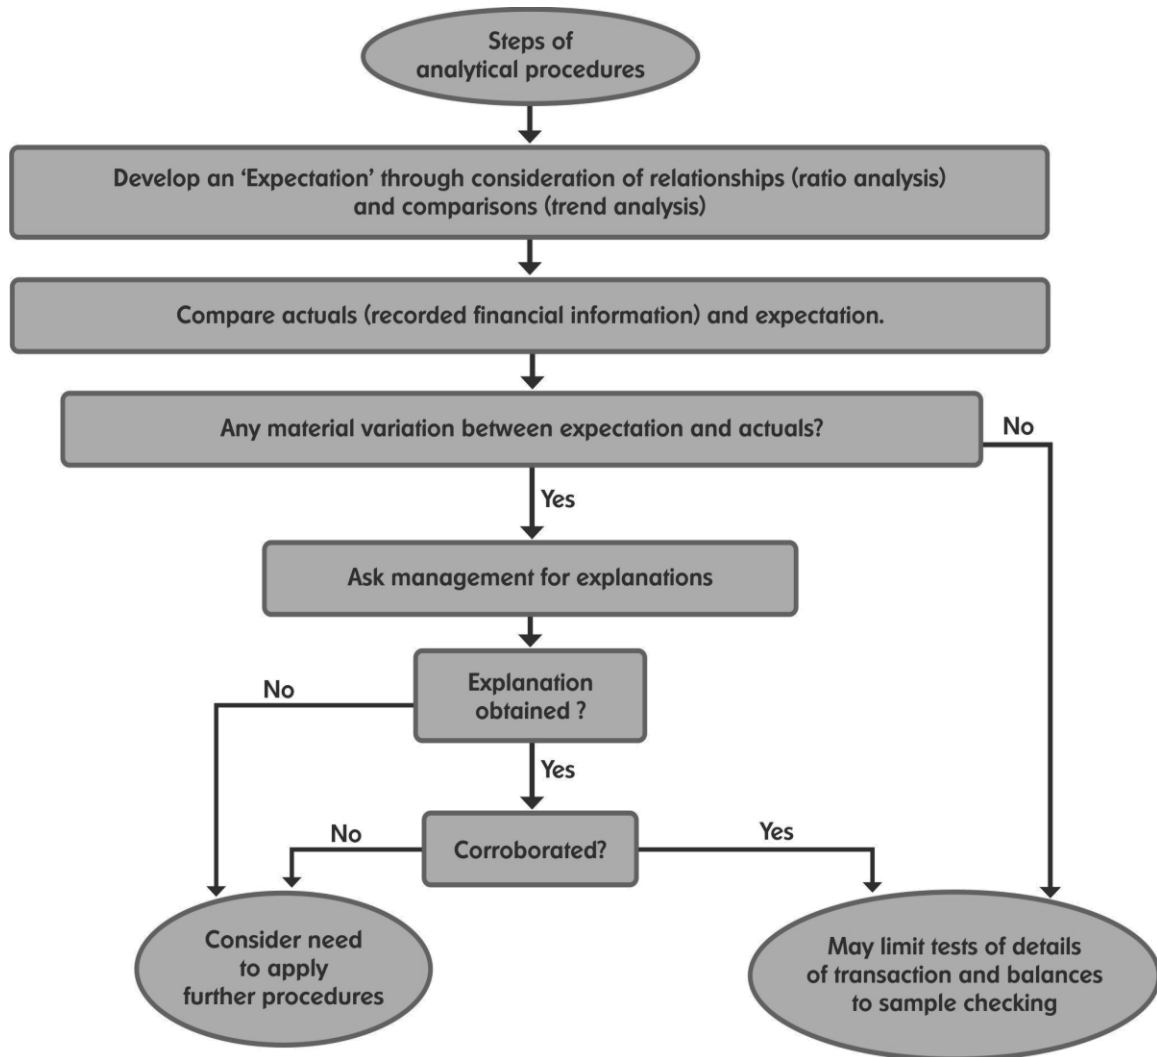 Steps of
analytical procedures
Develop an ‘Expectation’ through consideration of relationships (ratio analysis)
and comparisons (trend analysis)
Compare actuals (recorded financial information) and expectation.
Any material variation between expectation and actuals?
No
Yes
Ask management for explanations
Explanation
obtained ?
No
Yes
Corroborated?
No
Yes
Consider need
to apply
further procedures
May limit tests of details
of transaction and balances
to sample checking